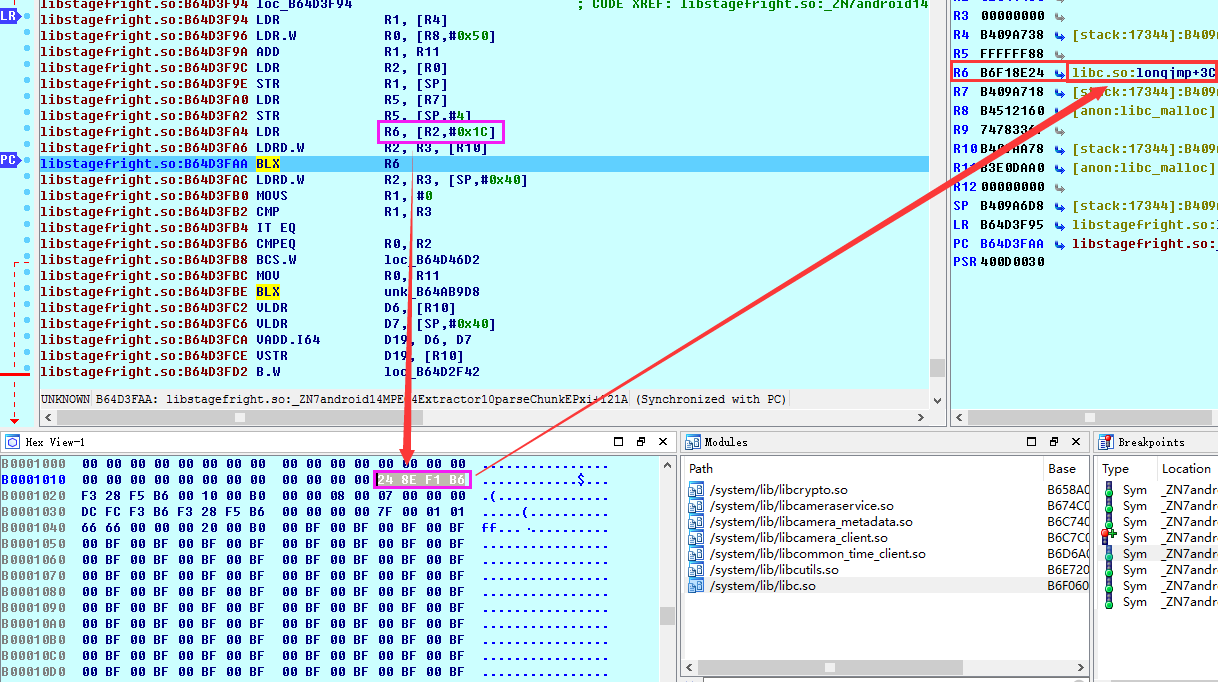 LR
PC
libstagefright.so:B64D3F94 loc_B64D3F94 ; CODE XREF: libstagefright.so:_ZN7android14
libstagefright.so:B64D3F94 LDR R1, [R4]
libstagefright.so:B64D3F96 LDR.W R0, [R8,#0x50]
libstagefright.so:B64D3F9A ADD R1, R11
libstagefright.so:B64D3F9C LDR R2, [R0]
libstagefright.so:B64D3F9E STR R1, [SP]
libstagefright.so:B64D3FA0 LDR R5, [R7]
libstagefright.so:B64D3FA2 STR R5, [SP,#4]
libstagefright.so:B64D3FA4 LDR R6, [R2,#0x1C]
libstagefright.so:B64D3FA6 LDRD.W R2, R3, [R10]
libstagefright.so:B64D3FAA BLX R6
libstagefright.so:B64D3FAC LDRD.W R2, R3, [SP,#0x40]
libstagefright.so:B64D3FB0 MOVS R1, #0
libstagefright.so:B64D3FB2 CMP R1, R3
libstagefright.so:B64D3FB4 IT EQ
libstagefright.so:B64D3FB6 CMPEQ R0, R2
libstagefright.so:B64D3FB8 BCS.W loc_B64D46D2
libstagefright.so:B64D3FBC MOV R0, R11
libstagefright.so:B64D3FBE BLX unk_B64AB9D8
libstagefright.so:B64D3FC2 VLDR D6, [R10]
libstagefright.so:B64D3FC6 VLDR D7, [SP,#0x40]
libstagefright.so:B64D3FCA VADD.I64 D19, D6, D7
libstagefright.so:B64D3FCE VSTR D19, [R10]
libstagefright.so:B64D3FD2 B.W loc_B64D2F42
UNKNOWN B64D3FAA: libstagefright.so:_ZN7android14MPEG4Extractor10parseChunkEPxi+121A (Synchronized with PC)
R3 00000000
R4 B409A738 [stack:17344]:B409A
R5 FFFFFF88
R6 B6F18E24 libc.so:longjmp+3C
R7 B409A718 [stack:17344]:B409A
R8 B4512160 [anon:libc_malloc]
R9
R10 [stack:17344]:B409A
R11 B3E0DAA0 [anon:libc_malloc]
R12 00000000
SP B409A6D8 [stack:17344]:B409A
LR B64D3F95 libstagefright.so:
PC B64D3FAA libstagefright.so:_
PSR 400D0030
Hex View-1
B0001000 00 00 00 00 00 00 00 00 00 00 00 00 00 00 00 00 ................
B0001010 00 00 00 00 00 00 00 00 00 00 00 00 24 8E F1 B6 ............$...
B0001020 F3 28 F5 B6 00 10 00 B0 00 00 08 00 07 00 00 00 .(..............
B0001030 DC FC F3 B6 F3 28 F5 B6 00 00 00 00 7F 00 01 01 .....(..........
B0001040 66 66 00 00 00 20 00 B0 00 BF 00 BF 00 BF 00 BF ff... ..........
B0001050 00 BF 00 BF 00 BF 00 BF 00 BF 00 BF 00 BF 00 BF ................
B0001060 00 BF 00 BF 00 BF 00 BF 00 BF 00 BF 00 BF 00 BF ................
B0001070 00 BF 00 BF 00 BF 00 BF 00 BF 00 BF 00 BF 00 BF ................
B0001080 00 BF 00 BF 00 BF 00 BF 00 BF 00 BF 00 BF 00 BF ................
B0001090 00 BF 00 BF 00 BF 00 BF 00 BF 00 BF 00 BF 00 BF ................
B00010A0 00 BF 00 BF 00 BF 00 BF 00 BF 00 BF 00 BF 00 BF ................
B00010B0 00 BF 00 BF 00 BF 00 BF 00 BF 00 BF 00 BF 00 BF ................
B00010C0 00 BF 00 BF 00 BF 00 BF 00 BF 00 BF 00 BF 00 BF ................
B00010D0 00 BF 00 BF 00 BF 00 BF 00 BF 00 BF 00 BF 00 BF ................
Modules
Path Base
/system/lib/libcrypto.so B658A0
/system/lib/libcameraservice.so B674C0
/system/lib/libcamera_metadata.so B6C740
/system/lib/libcamera_client.so B6C7C0
/system/lib/libcommon_time_client.so B6D6A0
/system/lib/libcutils.so B6E720
/system/lib/libc.so B6F060
Breakpoints
Type Location
Sym _ZN7andro
Sym _ZN7andro
Sym _ZN7andro
Sym _ZN7andro
Sym _ZN7andro
Sym _ZN7andro
Sym _ZN7andro
Sym _ZN7andro